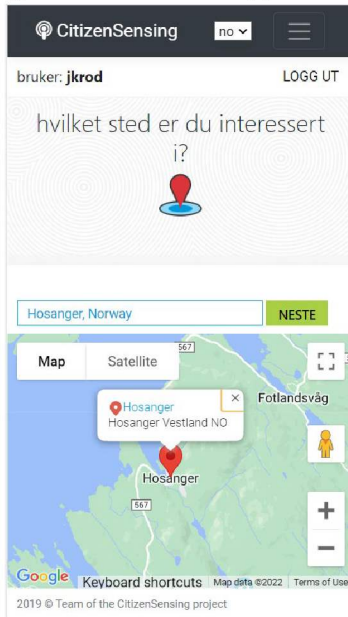 CitizenSensing
no
bruker: jkrod
LOGG UT
hvilket sted er du interessert
i?
Hosanger, Norway
NESTE
Map
Satellite
567
Hosanger
Hosanger Vestland NO
Fotlandsvåg
Hosanger
567
Google
Keyboard shortcuts
Map data ©2022
Terms of Use
2019 © Team of the CitizenSensing project